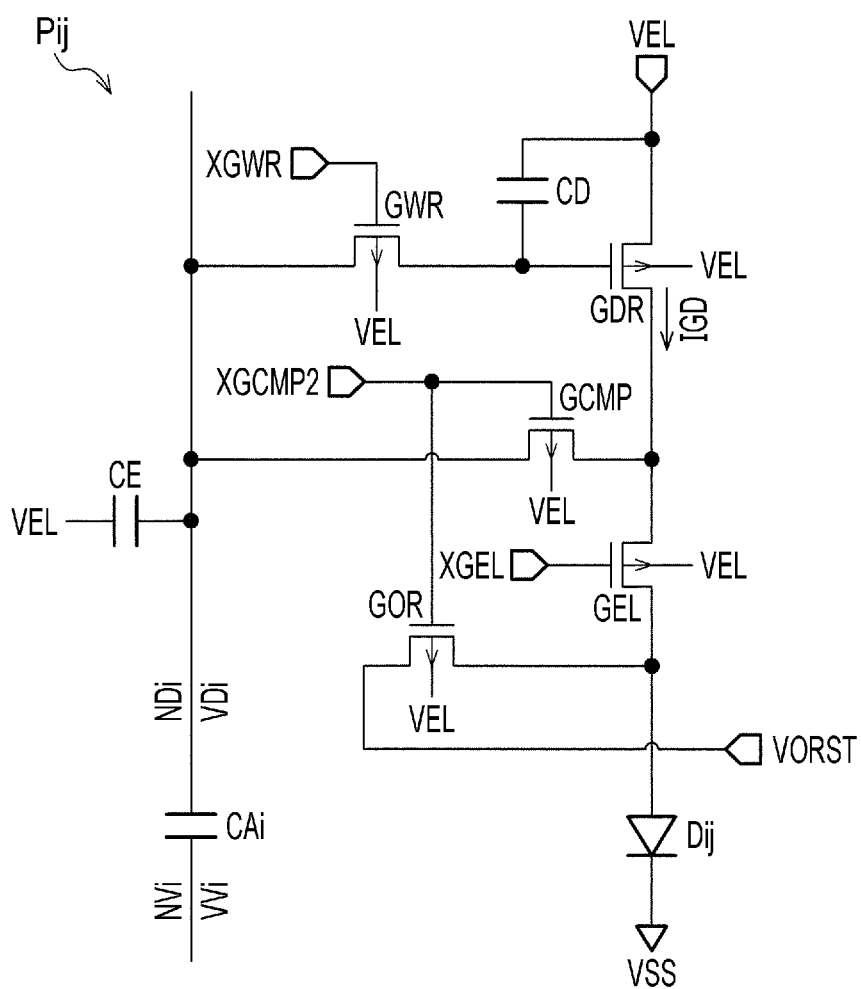 Pij
VEL
XGWR
GWR
CD
VEL
VEL
GDR
IGD
XGCMP2
GCMP
CE
VEL
VEL
XGEL
VEL
GEL
GOR
VEL
NDi
VDi
VORST
CAi
Dij
NVi
VVi
VSS